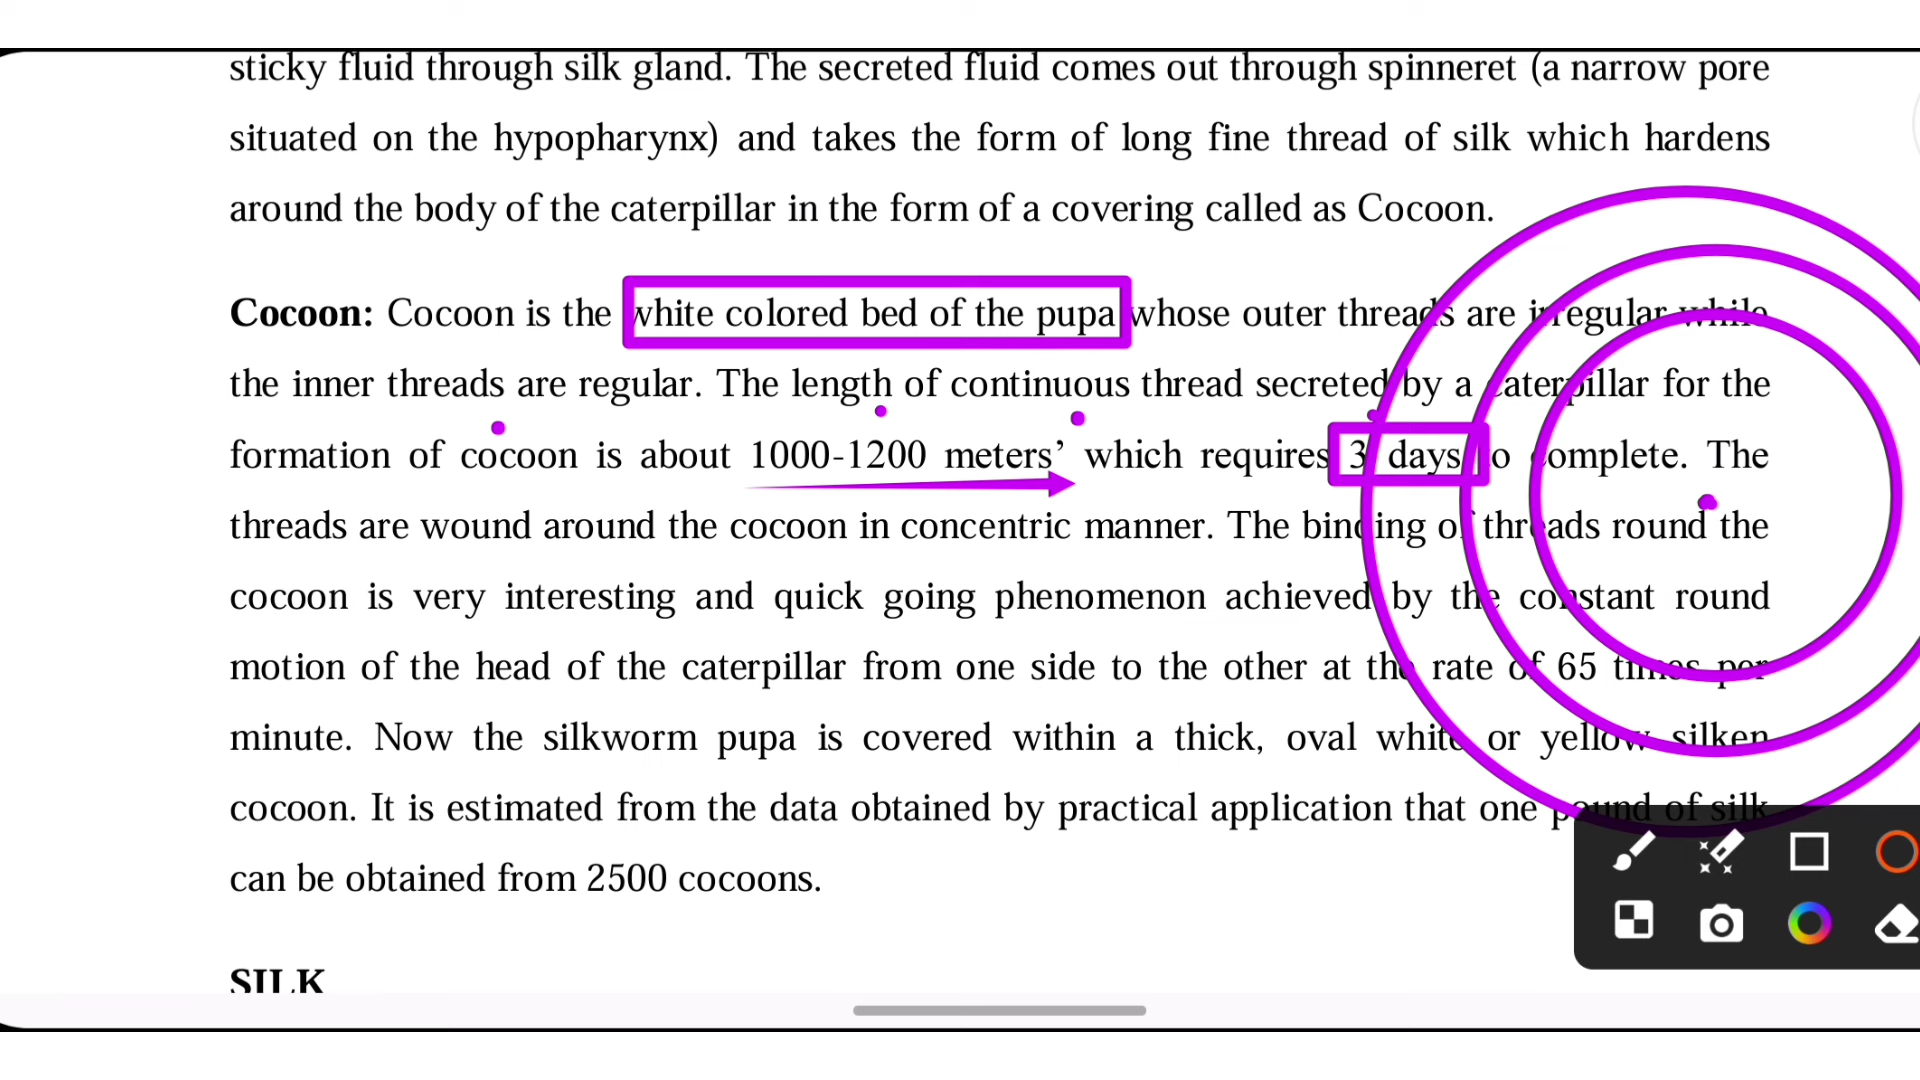 sticky fluid through silk gland. The secreted fluid comes out through spinneret (a narrow pore
situated on the hypopharynx) and takes the form of long fine thread of silk which hardens
around the body of the caterpillar in the form of a covering called as Cocoon.
Cocoon: Cocoon is the white colored bed of the pupa whose outer threads are irregular while
the inner threads are regular. The length of continuous thread secreted by a caterpillar for the
formation of cocoon is about 1000-1200 meters’ which requires 3 days to complete. The
threads are wound around the cocoon in concentric manner. The binding of threads round the
cocoon is very interesting and quick going phenomenon achieved by the constant round
motion of the head of the caterpillar from one side to the other at the rate of 65 times per
minute. Now the silkworm pupa is covered within a thick, oval white or yellow silken
cocoon. It is estimated from the data obtained by practical application that one pound of silk
can be obtained from 2500 cocoons.
SILK